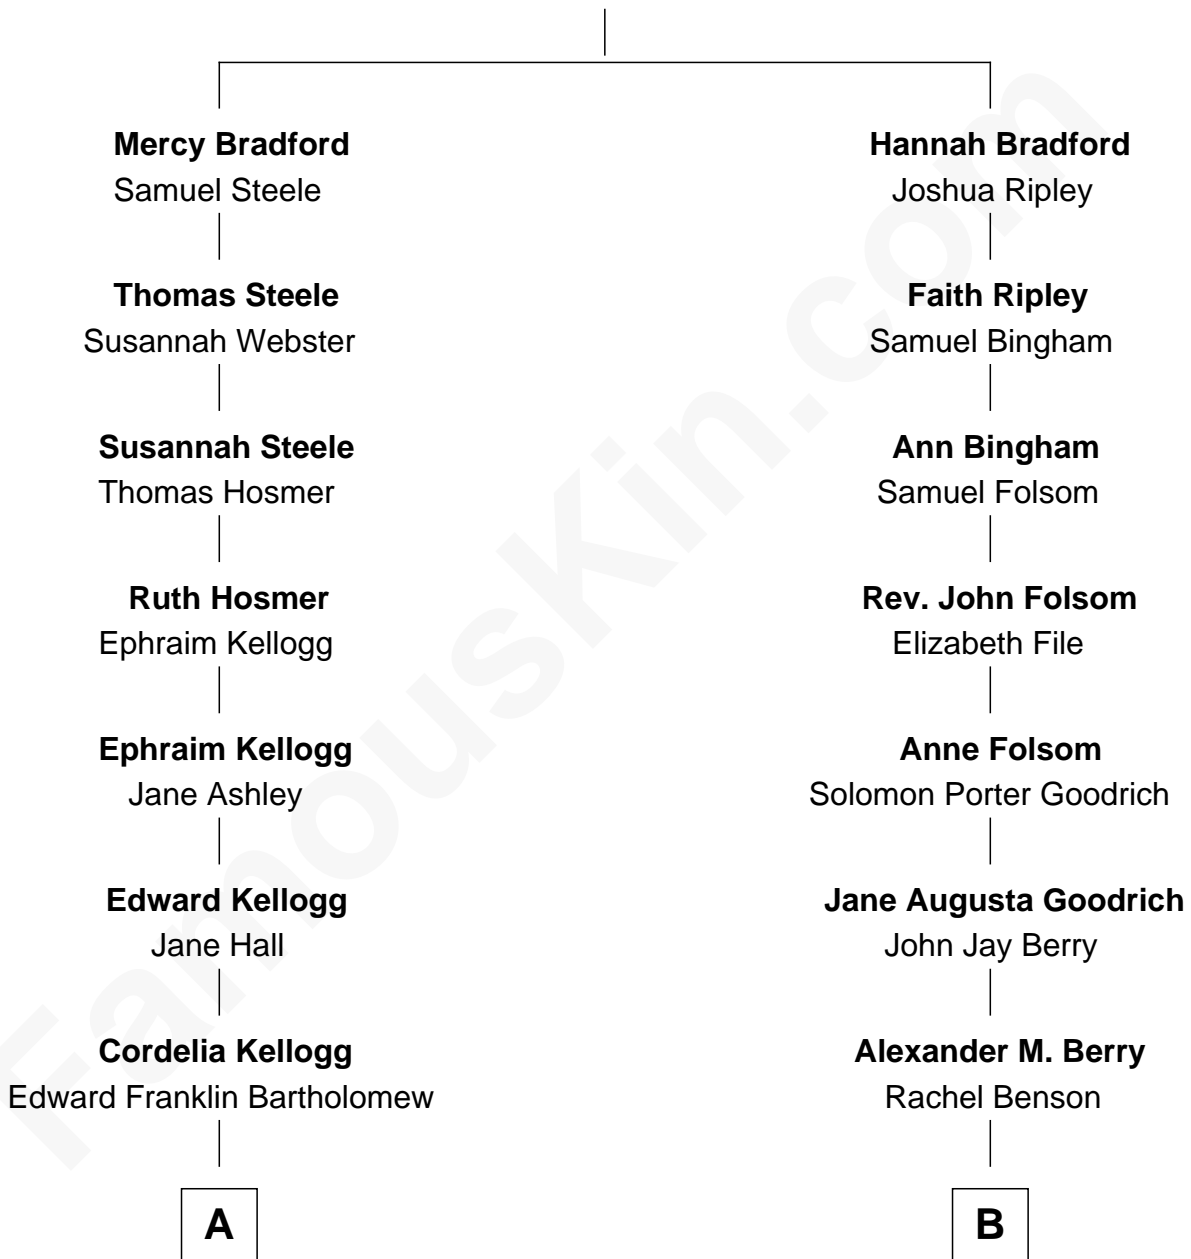 Mercy Bradford
Samuel Steele
Hannah Bradford
Joshua Ripley
Thomas Steele
Susannah Webster
Faith Ripley
Samuel Bingham
Susannah Steele
Thomas Hosmer
Ann Bingham
Samuel Folsom
Ruth Hosmer
Ephraim Kellogg
Rev. John Folsom
Elizabeth File
Ephraim Kellogg
Jane Ashley
Anne Folsom
Solomon Porter Goodrich
Edward Kellogg
Jane Hall
Jane Augusta Goodrich
John Jay Berry
Cordelia Kellogg
Edward Franklin Bartholomew
Alexander M. Berry
Rachel Benson
A
B
FamousKin.com